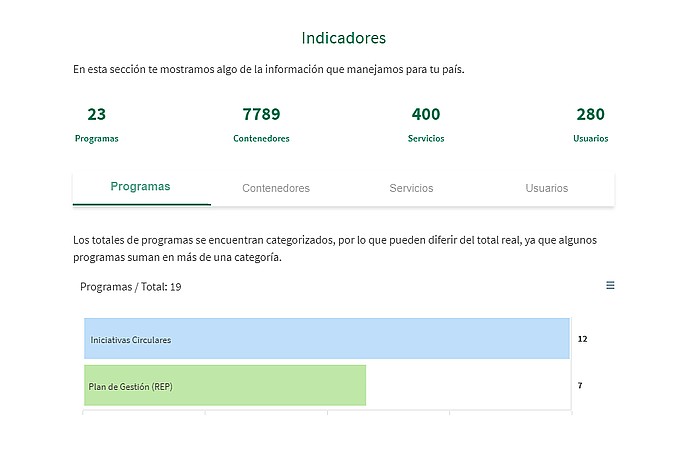 Indicadores
En esta sección te mostramos algo de la información que manejamos para tu país.
23 7789 400 280
Programas Contenedores Servicios Usuarios
Programas Contenedores Servicios Usuarios
Los totales de programas se encuentran categorizados, por lo que pueden diferir del total real, ya que algunos
programas suman en más de una categoría.
Programas / Total: 19
Iniciativas Circulares 12
Plan de Gestión (REP) 7